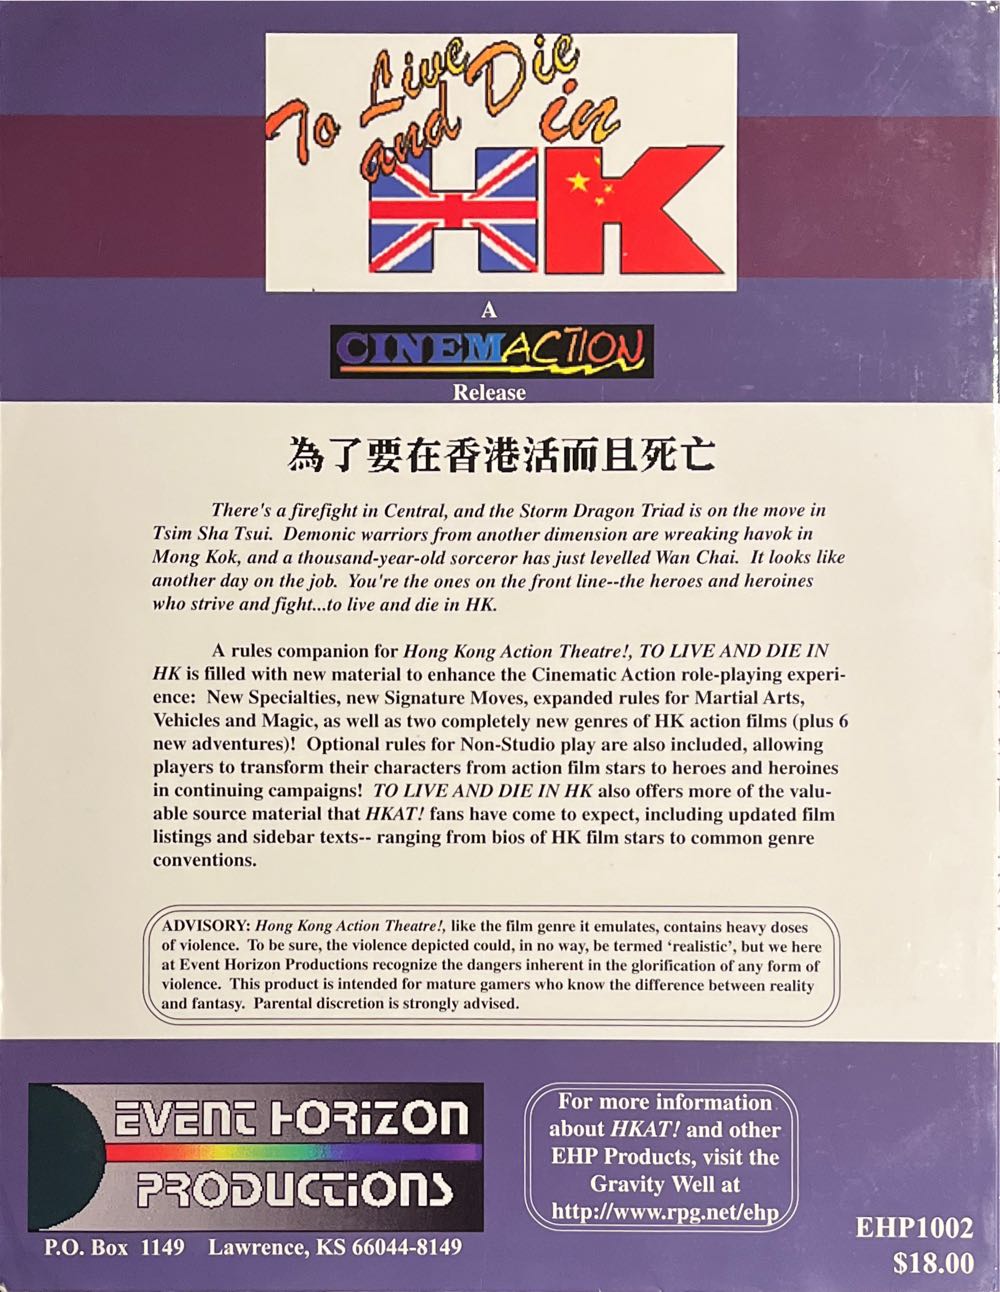 To Live and Die in
HK
A
CINEMACTION
Release
為了要在香港活而且死亡
There's a firefight in Central, and the Storm Dragon Triad is on the move in
Tsim Sha Tsui. Demonic warriors from another dimension are wreaking havok in
Mong Kok, and a thousand-year-old sorceror has just levelled Wan Chai. It looks like
another day on the job. You're the ones on the front line--the heroes and heroines
who strive and fight...to live and die in HK.
A rules companion for Hong Kong Action Theatre!, TO LIVE AND DIE IN
HK is filled with new material to enhance the Cinematic Action role-playing experi-
ence: New Specialties, new Signature Moves, expanded rules for Martial Arts,
Vehicles and Magic, as well as two completely new genres of HK action films (plus 6
new adventures)! Optional rules for Non-Studio play are also included, allowing
players to transform their characters from action film stars to heroes and heroines
in continuing campaigns! TO LIVE AND DIE IN HK also offers more of the valu-
able source material that HKAT! fans have come to expect, including updated film
listings and sidebar texts-- ranging from bios of HK film stars to common genre
conventions.
ADVISORY: Hong Kong Action Theatre!, like the film genre it emulates, contains heavy doses
of violence. To be sure, the violence depicted could, in no way, be termed ‘realistic’, but we here
at Event Horizon Productions recognize the dangers inherent in the glorification of any form of
violence. This product is intended for mature gamers who know the difference between reality
and fantasy. Parental discretion is strongly advised.
EVENT HORIZON
PRODUCTIONS
P.O. Box 1149 Lawrence, KS 66044-8149
For more information
about HKAT! and other
EHP Products, visit the
Gravity Well at
http://www.rpg.net/ehp
EHP1002
$18.00